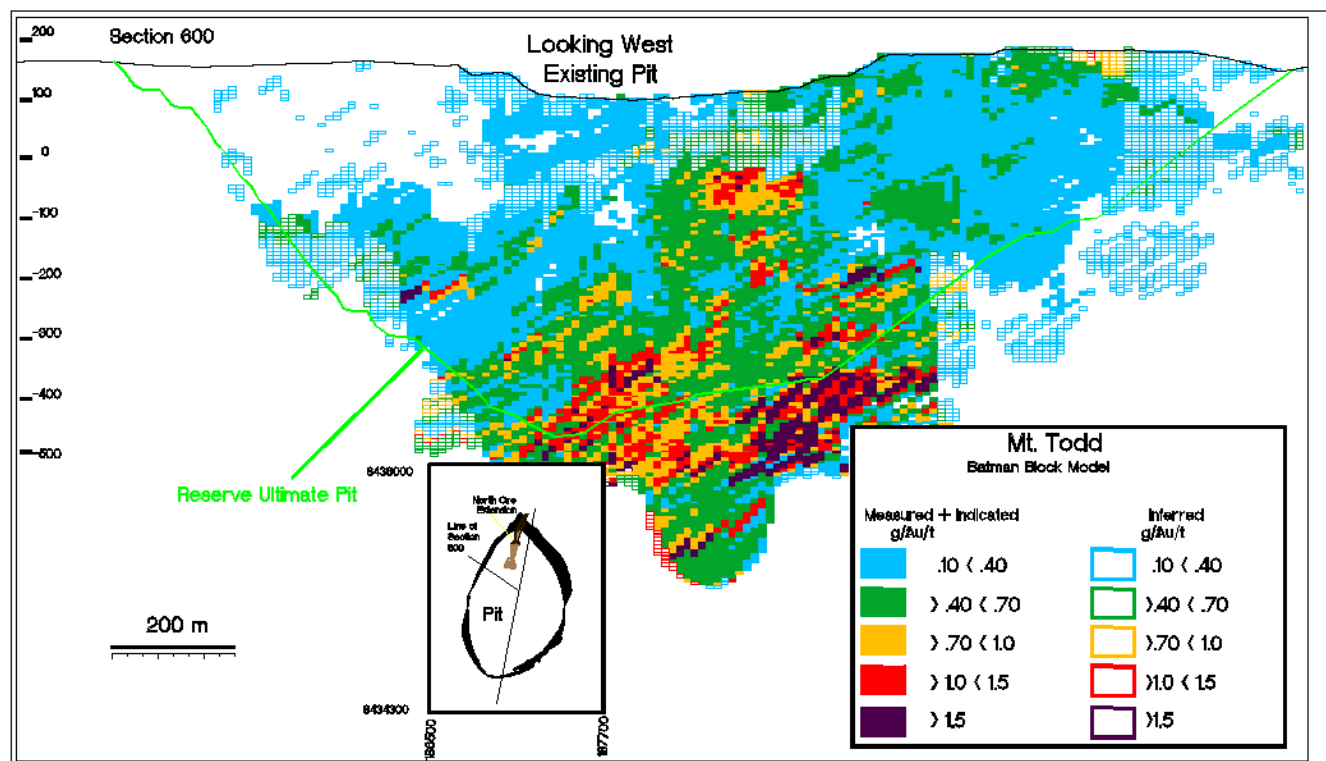 200
Section 600
Looking West
Existing Pit
100
0
-100
-200
-300
-400
-500
Reserve Ultimate Pit
8438000
North Ore
Extension
Line of
Section
600
Pit
8434300
186500
187700
200 m
Mt. Todd
Batman Block Model
Measured + Indicated
g/Au/t
.10 < .40
>.40 < .70
>.70 < 1.0
>1.0 < 1.5
>1.5
Inferred
g/Au/t
.10 < .40
>.40 < .70
>.70 < 1.0
>1.0 < 1.5
>1.5